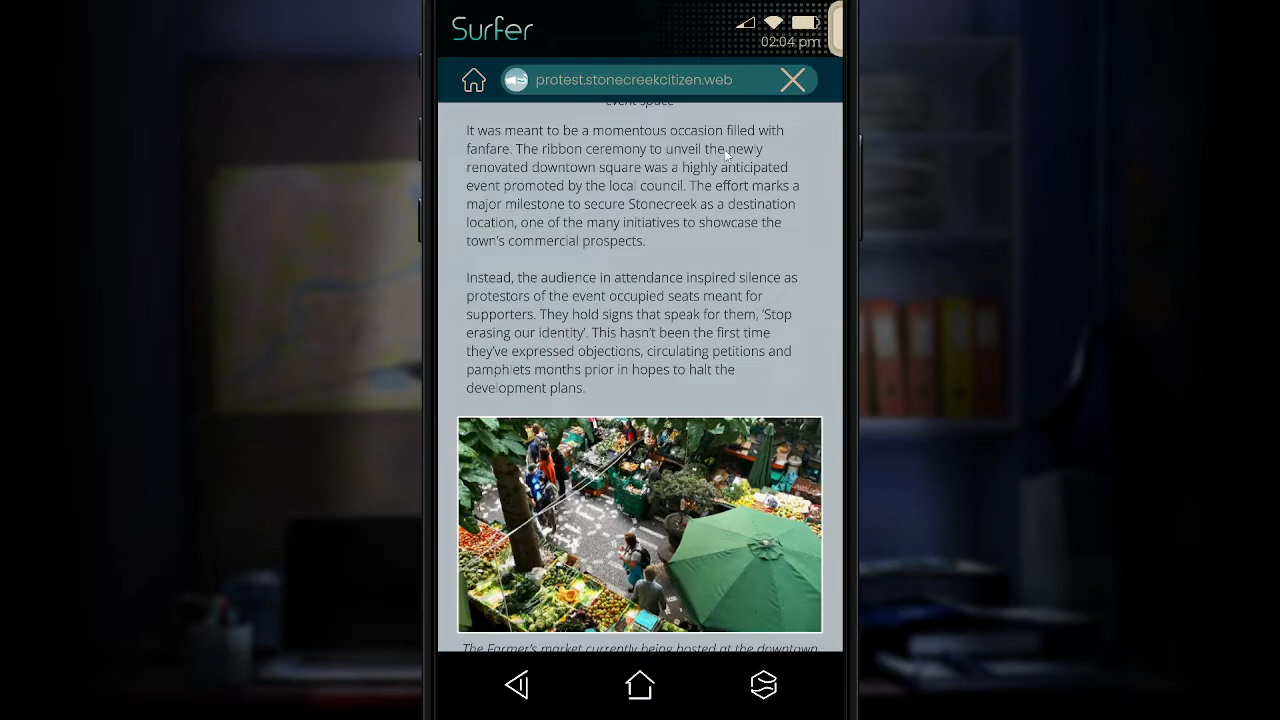 Surfer
02:04 pm
protest.stonecreekcitizen.web
event space
It was meant to be a momentous occasion filled with
fanfare. The ribbon ceremony to unveil the newly
renovated downtown square was a highly anticipated
event promoted by the local council. The effort marks a
major milestone to secure Stonecreek as a destination
location, one of the many initiatives to showcase the
town's commercial prospects.
Instead, the audience in attendance inspired silence as
protestors of the event occupied seats meant for
supporters. They hold signs that speak for them, 'Stop
erasing our identity'. This hasn't been the first time
they've expressed objections, circulating petitions and
pamphlets months prior in hopes to halt the
development plans.
The Farmer's market currently being hosted at the downtown